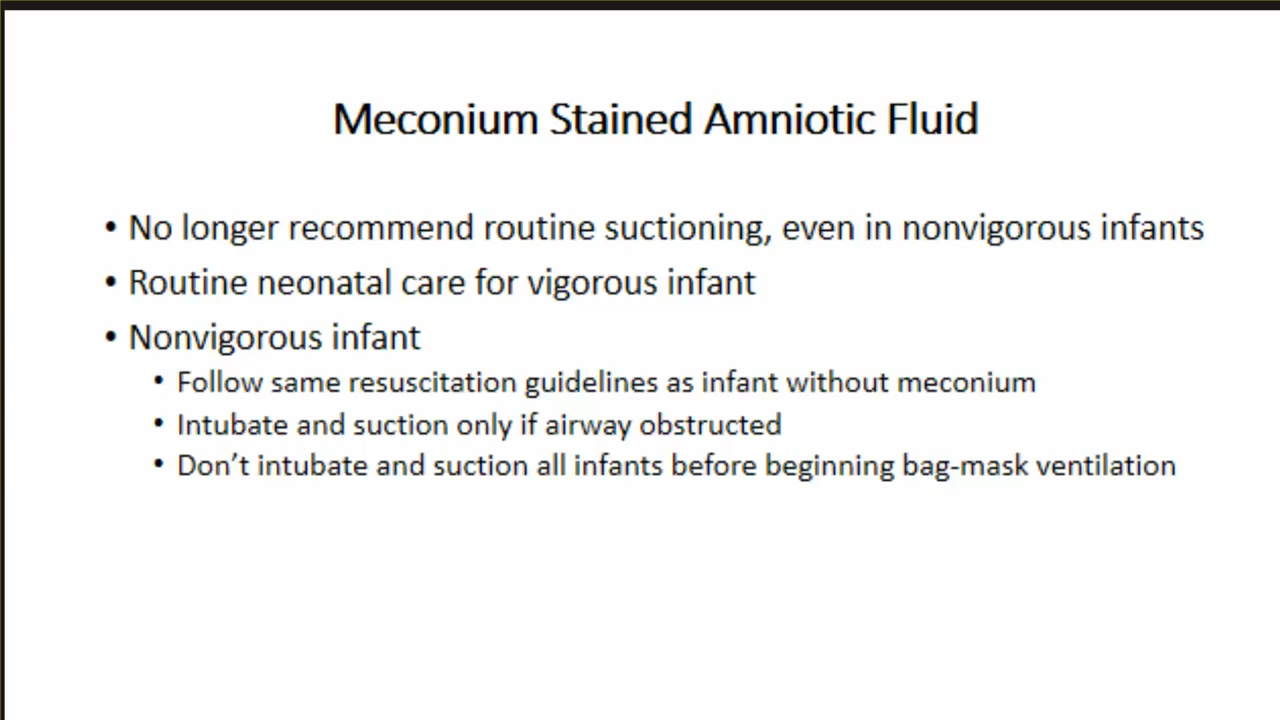 Meconium Stained Amniotic Fluid
• No longer recommend routine suctioning, even in nonvigorous infants
• Routine neonatal care for vigorous infant
• Nonvigorous infant
• Follow same resuscitation guidelines as infant without meconium
• Intubate and suction only if airway obstructed
• Don’t intubate and suction all infants before beginning bag-mask ventilation